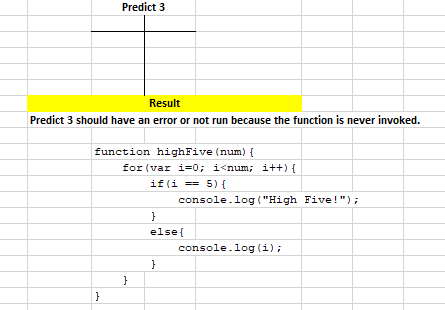 Predict 3
Result
Predict 3 should have an error or not run because the function is never invoked.
function highFive(num){
for(var i=0; i<num; i++){
if(i == 5){
console.log("High Five!");
}
else{
console.log(i);
}
}
}